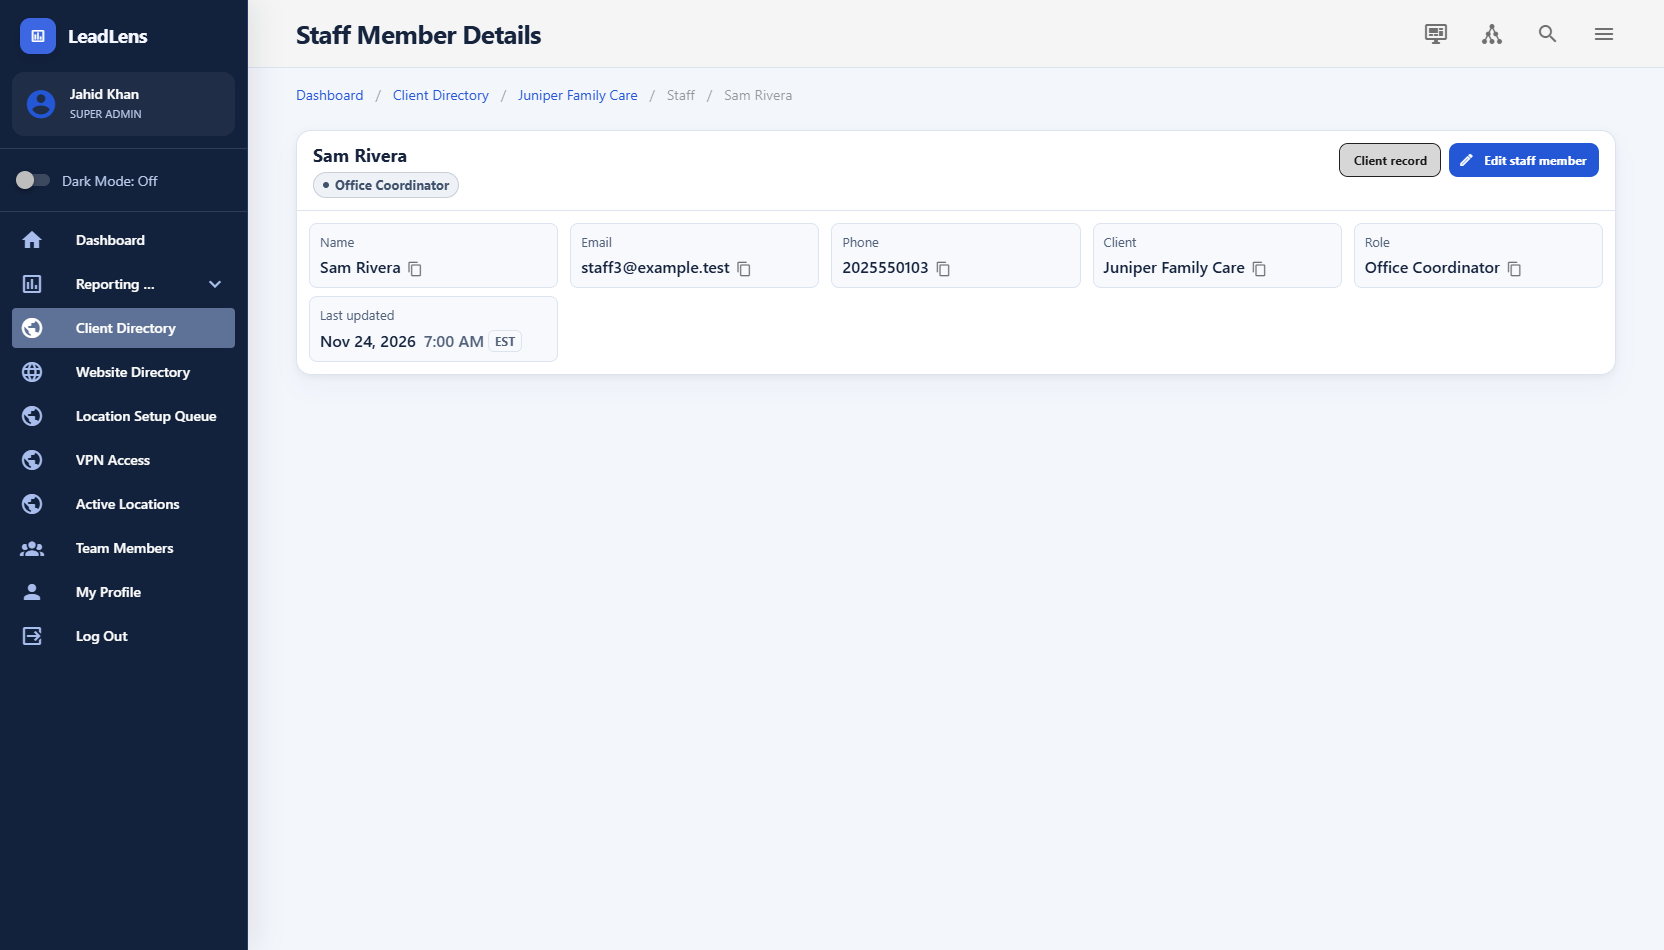 LeadLens
Jahid Khan
SUPER ADMIN
Dark Mode: Off
Dashboard
Reporting ...
Client Directory
Website Directory
Location Setup Queue
VPN Access
Active Locations
Team Members
My Profile
Log Out
Staff Member Details
Dashboard / Client Directory / Juniper Family Care / Staff / Sam Rivera
Sam Rivera
• Office Coordinator
Client record
Edit staff member
Name
Sam Rivera
Email
staff3@example.test
Phone
2025550103
Client
Juniper Family Care
Role
Office Coordinator
Last updated
Nov 24, 2026 7:00 AM EST